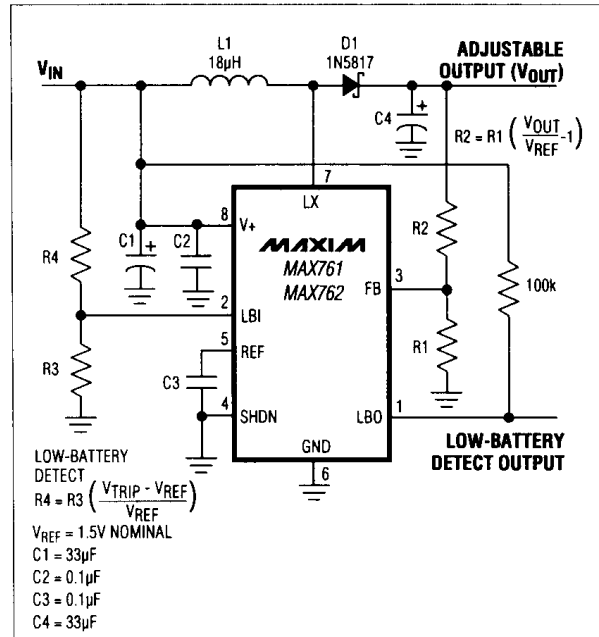 L1
18µH
D1
1N5817
VIN
ADJUSTABLE
OUTPUT (VOUT)
C4
+
R2 = R1 (VOUT/VREF -1)
7
LX
8
V+
C1
+
C2
MAXIM
MAX761
MAX762
R4
R2
3
FB
100k
2
LBI
5
REF
R1
R3
C3
4
SHDN
1
LBO
GND
6
LOW-BATTERY
DETECT OUTPUT
LOW-BATTERY
DETECT
R4 = R3 (VTRIP - VREF/VREF)
VREF = 1.5V NOMINAL
C1 = 33µF
C2 = 0.1µF
C3 = 0.1µF
C4 = 33µF